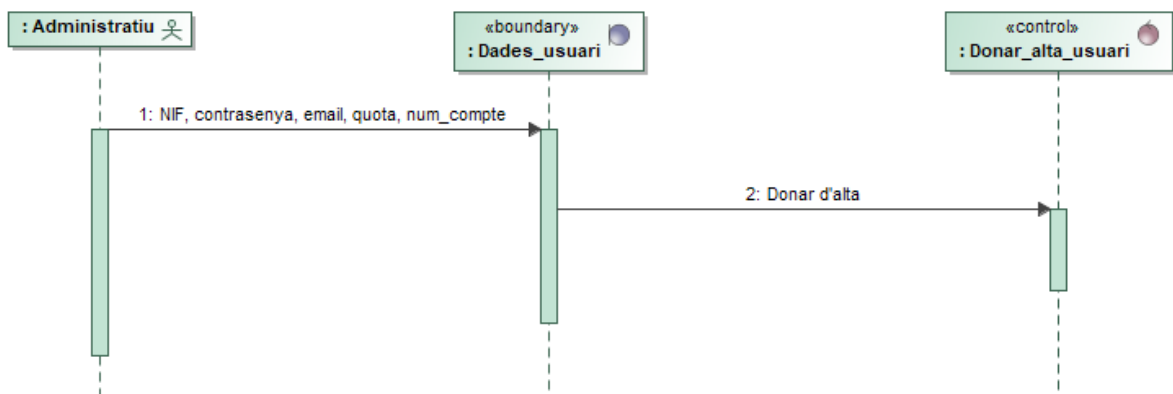 : Administratiu
«boundary»
: Dades_usuari
«control»
: Donar_alta_usuari
1: NIF, contrasenya, email, quota, num_compte
2: Donar d'alta